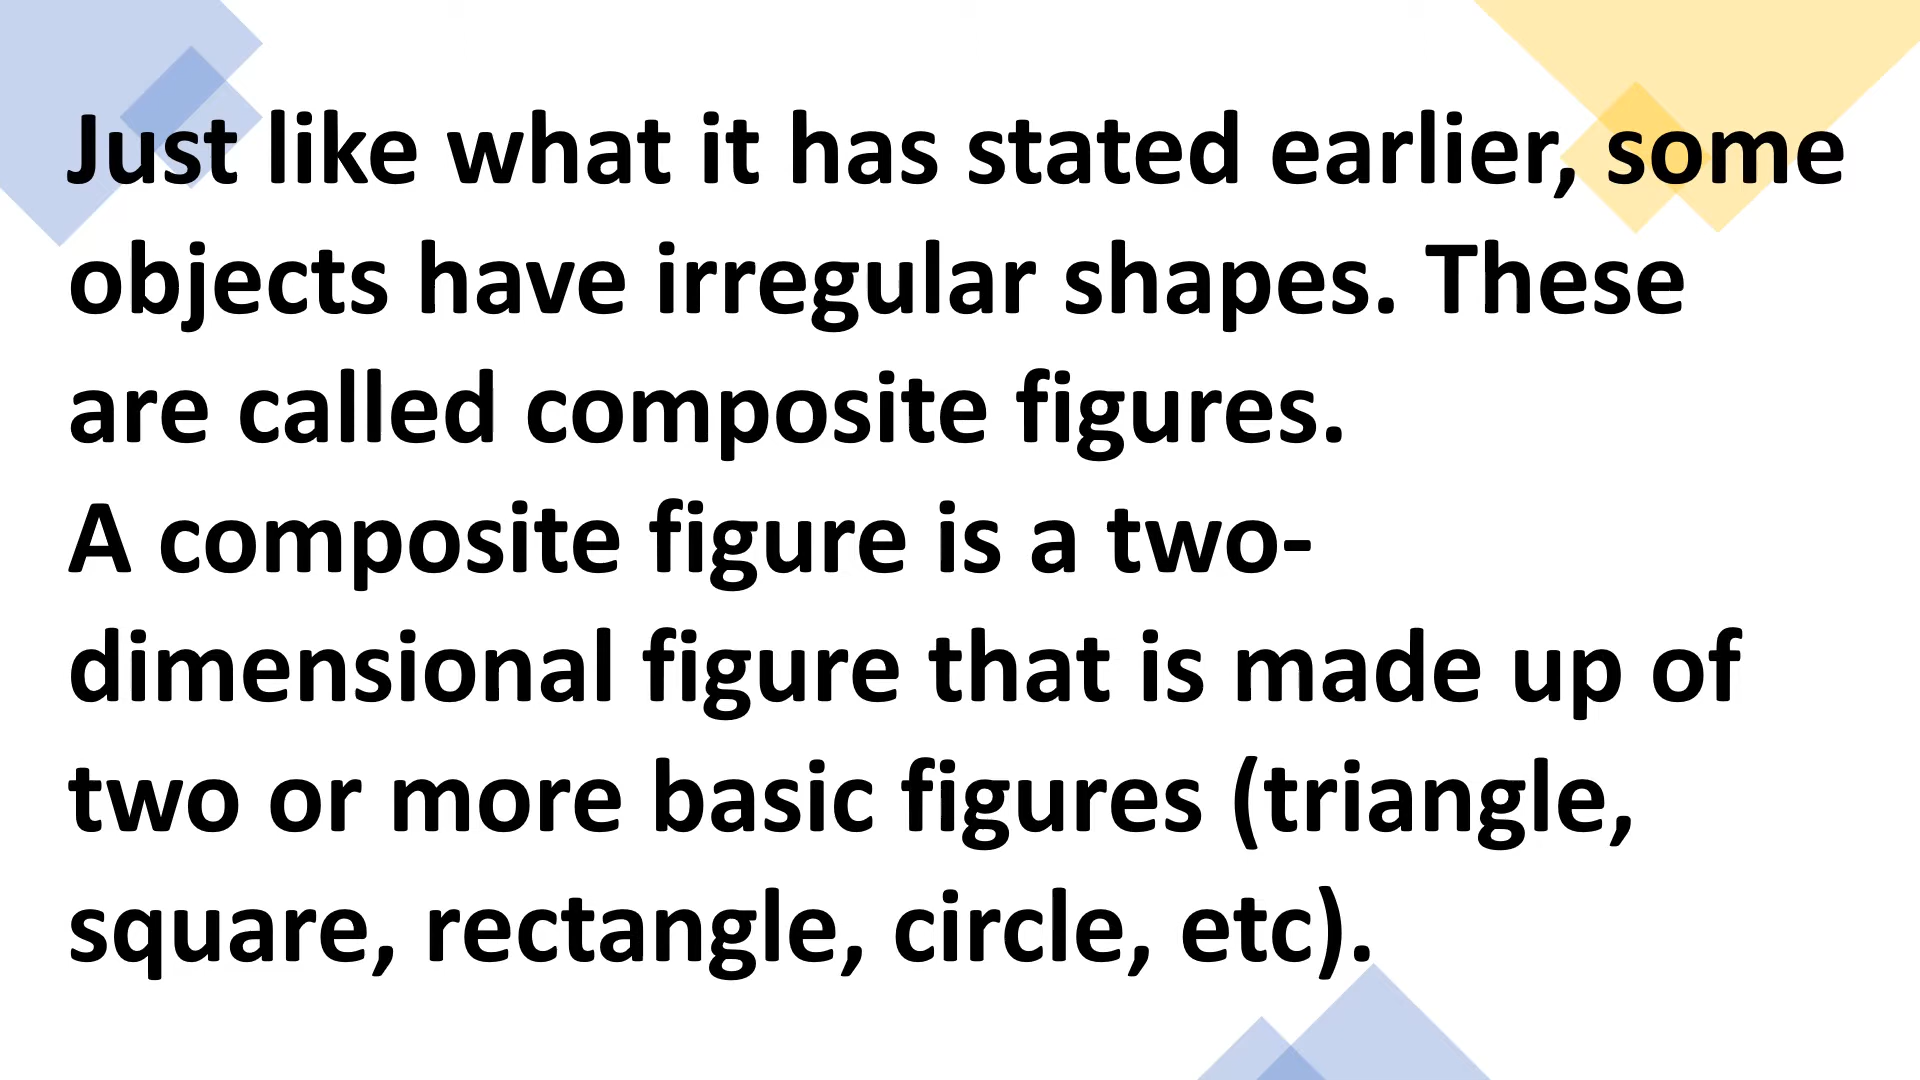 Just like what it has stated earlier, some
objects have irregular shapes. These
are called composite figures.
A composite figure is a two-
dimensional figure that is made up of
two or more basic figures (triangle,
square, rectangle, circle, etc).